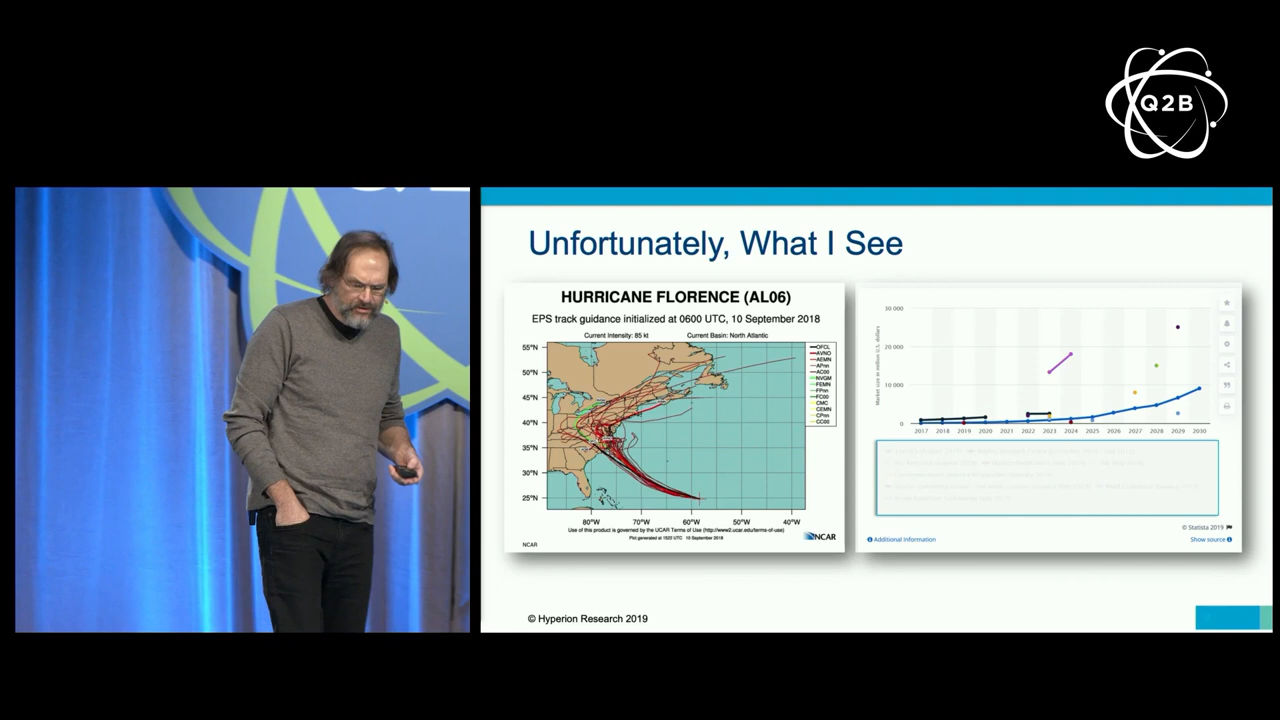 Q2B
Unfortunately, What I See
HURRICANE FLORENCE (AL06)
EPS track guidance initialized at 0600 UTC, 10 September 2018
Current Intensity: 85 kt
Current Basin: North Atlantic
55°N
50°N
45°N
40°N
35°N
30°N
25°N
80°W
70°W
60°W
50°W
40°W
OFCL
AVNO
AEMN
APnn
AC00
NVGM
FEMN
FPnn
FC00
CMC
CEMN
CPnn
CC00
Use of this product is governed by the UCAR Terms of Use (http://www2.ucar.edu/terms-of-use)
Plot generated at 1522 UTC 10 September 2018
NCAR
NCAR
Market size in million U.S. dollars
30 000
20 000
10 000
0
2017 2018 2019 2020 2021 2022 2023 2024 2025 2026 2027 2028 2029 2030
© Statista 2019
Additional Information
Show source
© Hyperion Research 2019